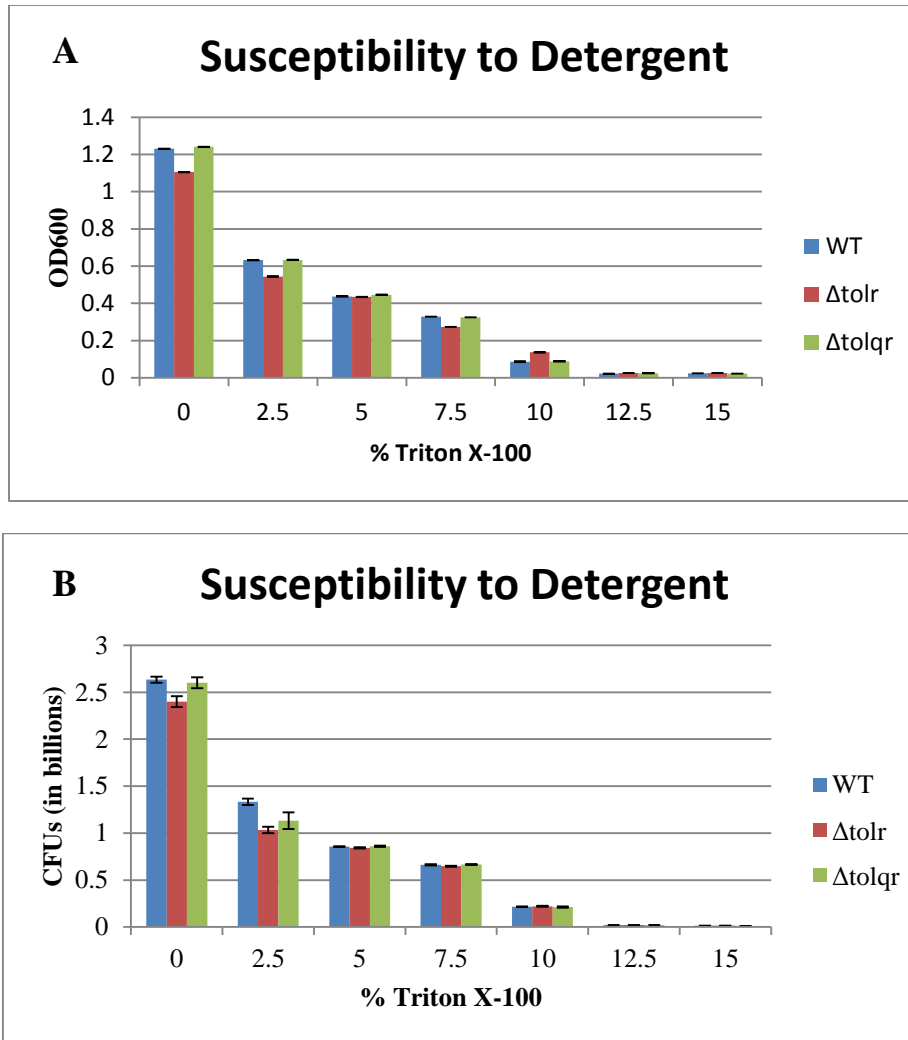 A
Susceptibility to Detergent
1.4
1.2
1
0.8
0.6
0.4
0.2
0
OD600
0 2.5 5 7.5 10 12.5 15
% Triton X-100
WT
Δtolr
Δtolqr
B
Susceptibility to Detergent
3
2.5
2
1.5
1
0.5
0
CFUs (in billions)
0 2.5 5 7.5 10 12.5 15
% Triton X-100
WT
Δtolr
Δtolqr